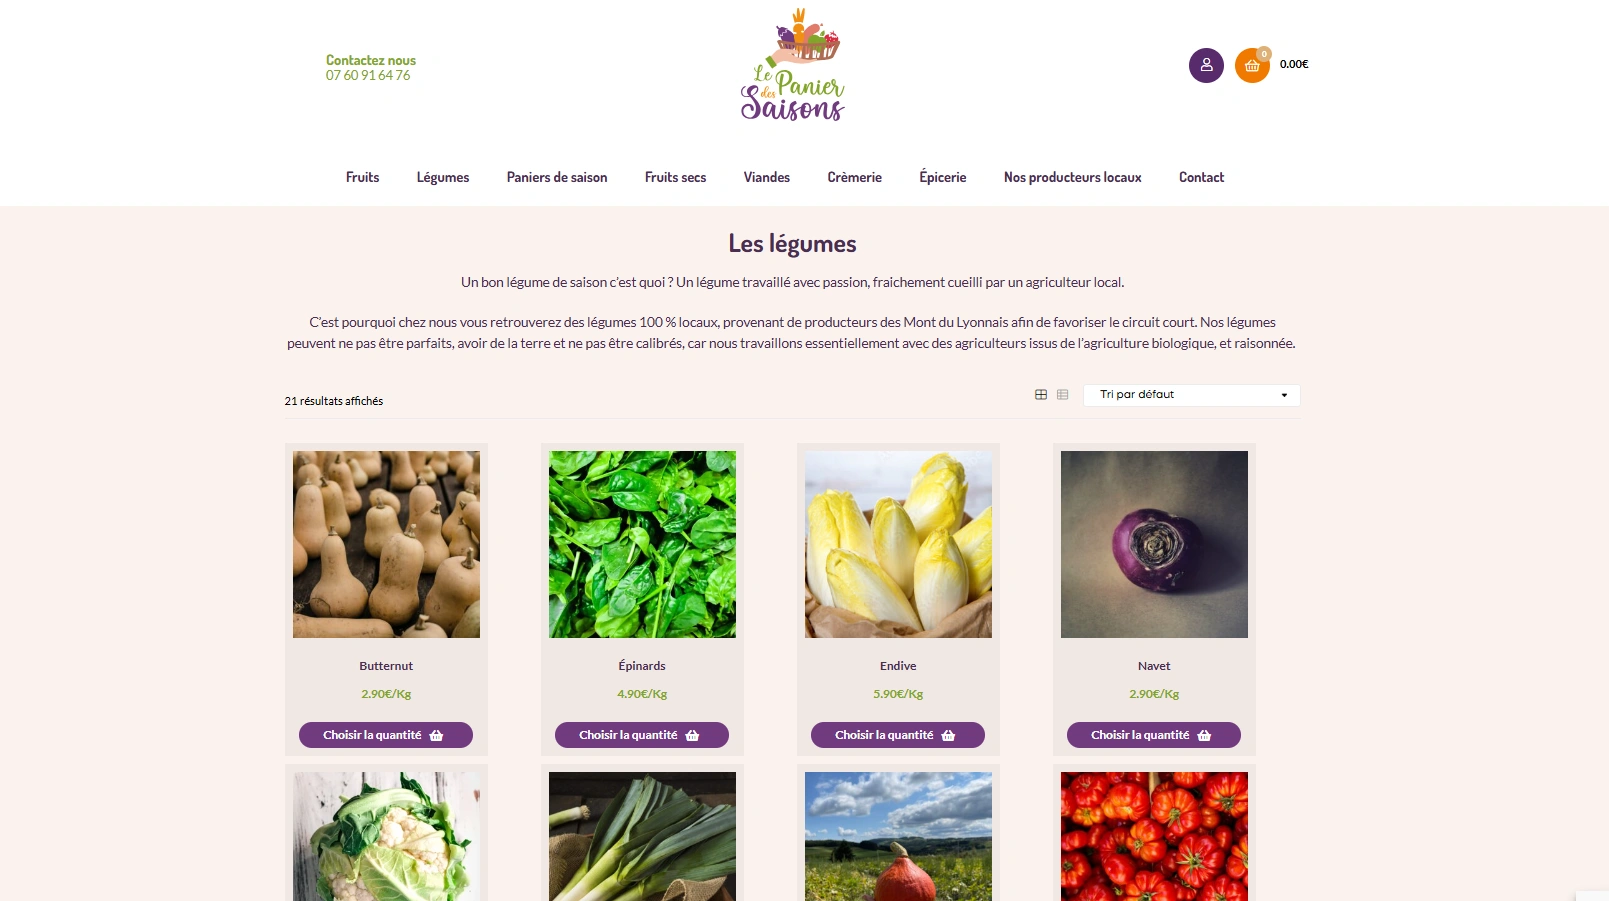 Contactez nous
07 60 91 64 76
Le Panier
des
Saisons
0
0.00€
Fruits Légumes Paniers de saison Fruits secs Viandes Crèmerie Épicerie Nos producteurs locaux Contact
Les légumes
Un bon légume de saison c'est quoi ? Un légume travaillé avec passion, fraichement cueilli par un agriculteur local.
C'est pourquoi chez nous vous retrouverez des légumes 100 % locaux, provenant de producteurs des Mont du Lyonnais afin de favoriser le circuit court. Nos légumes
peuvent ne pas être parfaits, avoir de la terre et ne pas être calibrés, car nous travaillons essentiellement avec des agriculteurs issus de l'agriculture biologique, et raisonnée.
21 résultats affichés
Tri par défaut
Butternut Épinards Endive Navet
2.90€/Kg 4.90€/Kg 5.90€/Kg 2.90€/Kg
Choisir la quantité Choisir la quantité Choisir la quantité Choisir la quantité